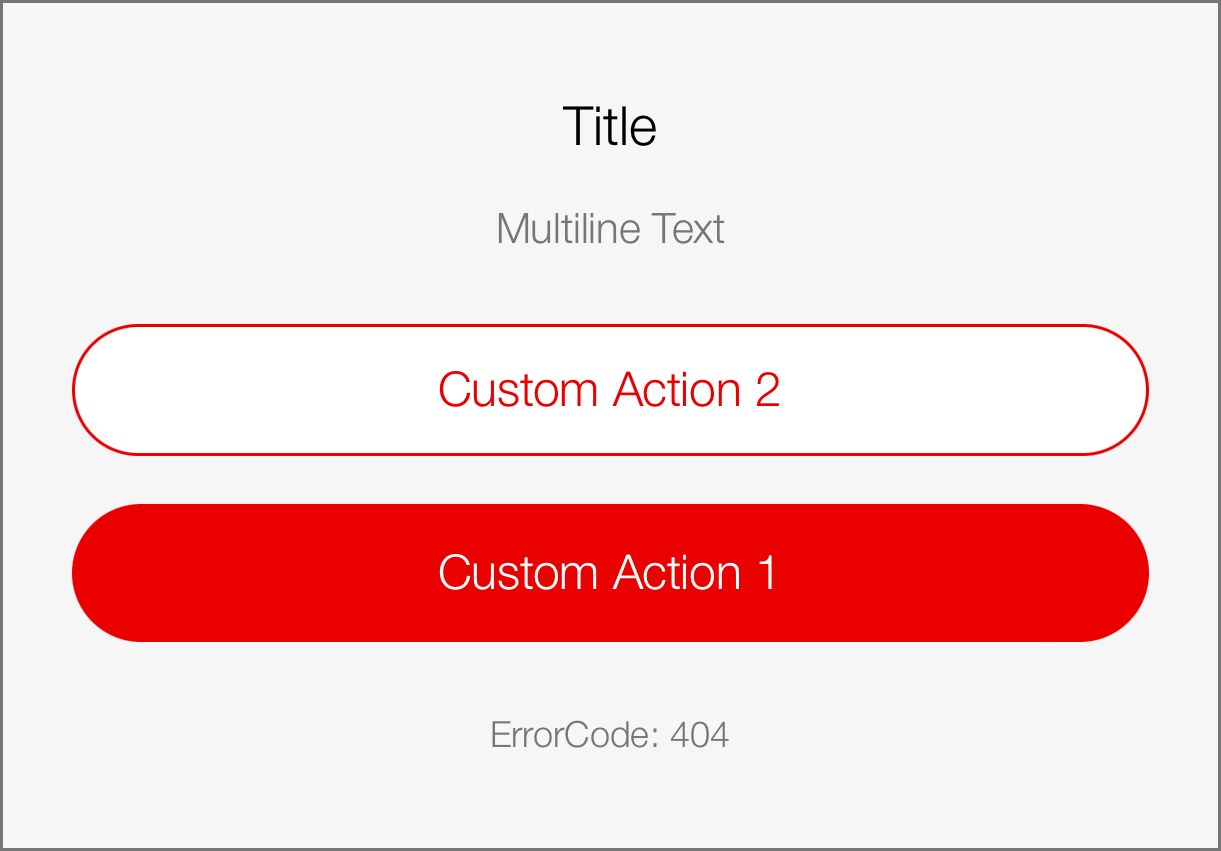 Title
Multiline Text
Custom Action 2
Custom Action 1
ErrorCode: 404